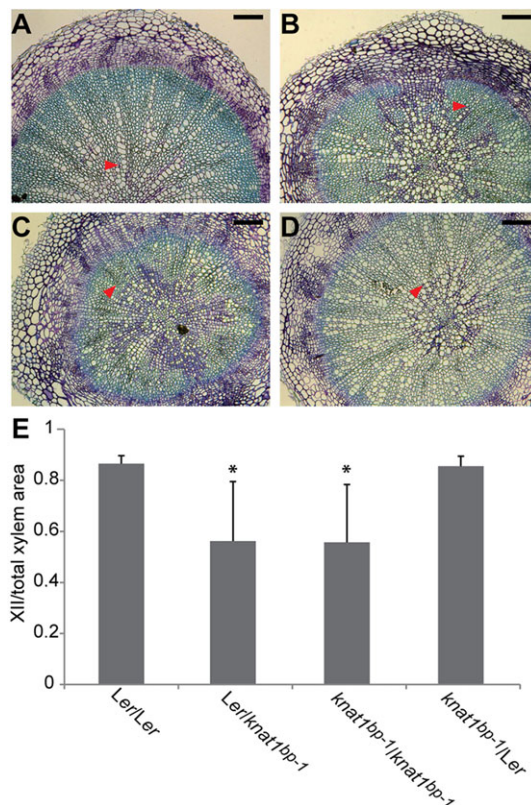 A
B
C
D
E
XII/total xylem area
1
0.8
0.6
0.4
0.2
0
*
*
Ler/Ler
Ler/knat1bp-1
knat1bp-1/knat1bp-1
knat1bp-1/Ler